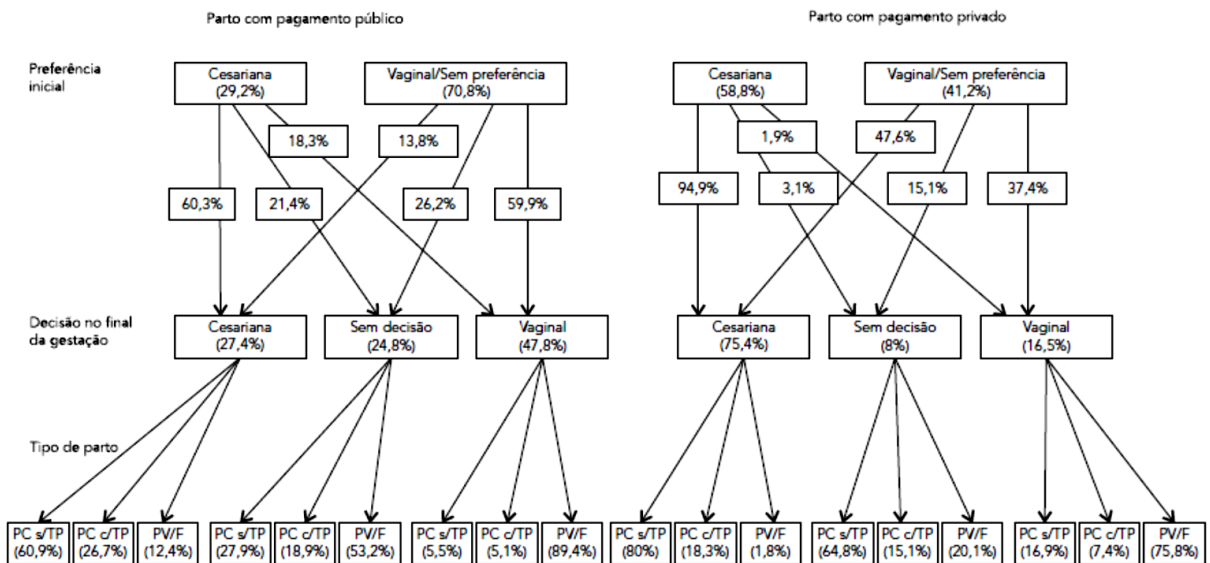 Parto com pagamento público
Parto com pagamento privado
Preferência
inicial
Cesariana
(29,2%)
Vaginal/Sem preferência
(70,8%)
Cesariana
(58,8%)
Vaginal/Sem preferência
(41,2%)
18,3%
13,8%
1,9%
47,6%
60,3%
21,4%
26,2%
59,9%
94,9%
3,1%
15,1%
37,4%
Decisão no final
da gestação
Cesariana
(27,4%)
Sem decisão
(24,8%)
Vaginal
(47,8%)
Cesariana
(75,4%)
Sem decisão
(8%)
Vaginal
(16,5%)
Tipo de parto
PC s/TP
(60,9%)
PC c/TP
(26,7%)
PV/F
(12,4%)
PC s/TP
(27,9%)
PC c/TP
(18,9%)
PV/F
(53,2%)
PC s/TP
(5,5%)
PC c/TP
(5,1%)
PV/F
(89,4%)
PC s/TP
(80%)
PC c/TP
(18,3%)
PV/F
(1,8%)
PC s/TP
(64,8%)
PC c/TP
(15,1%)
PV/F
(20,1%)
PC s/TP
(16,9%)
PC c/TP
(7,4%)
PV/F
(75,8%)